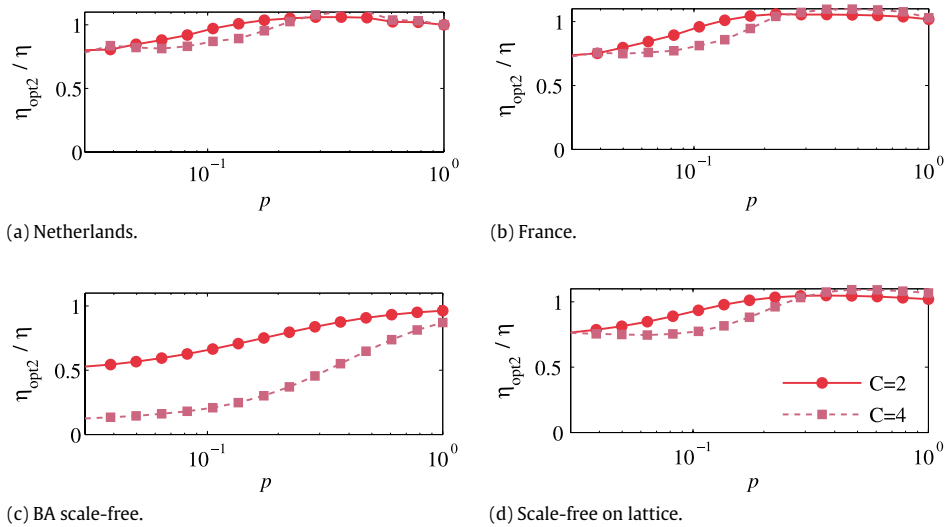 1
0.5
0
η_opt2 / η
10^-1
10^0
p
(a) Netherlands.
1
0.5
0
η_opt2 / η
10^-1
10^0
p
(b) France.
1
0.5
0
η_opt2 / η
10^-1
10^0
p
(c) BA scale-free.
1
0.5
0
η_opt2 / η
C=2
C=4
10^-1
10^0
p
(d) Scale-free on lattice.